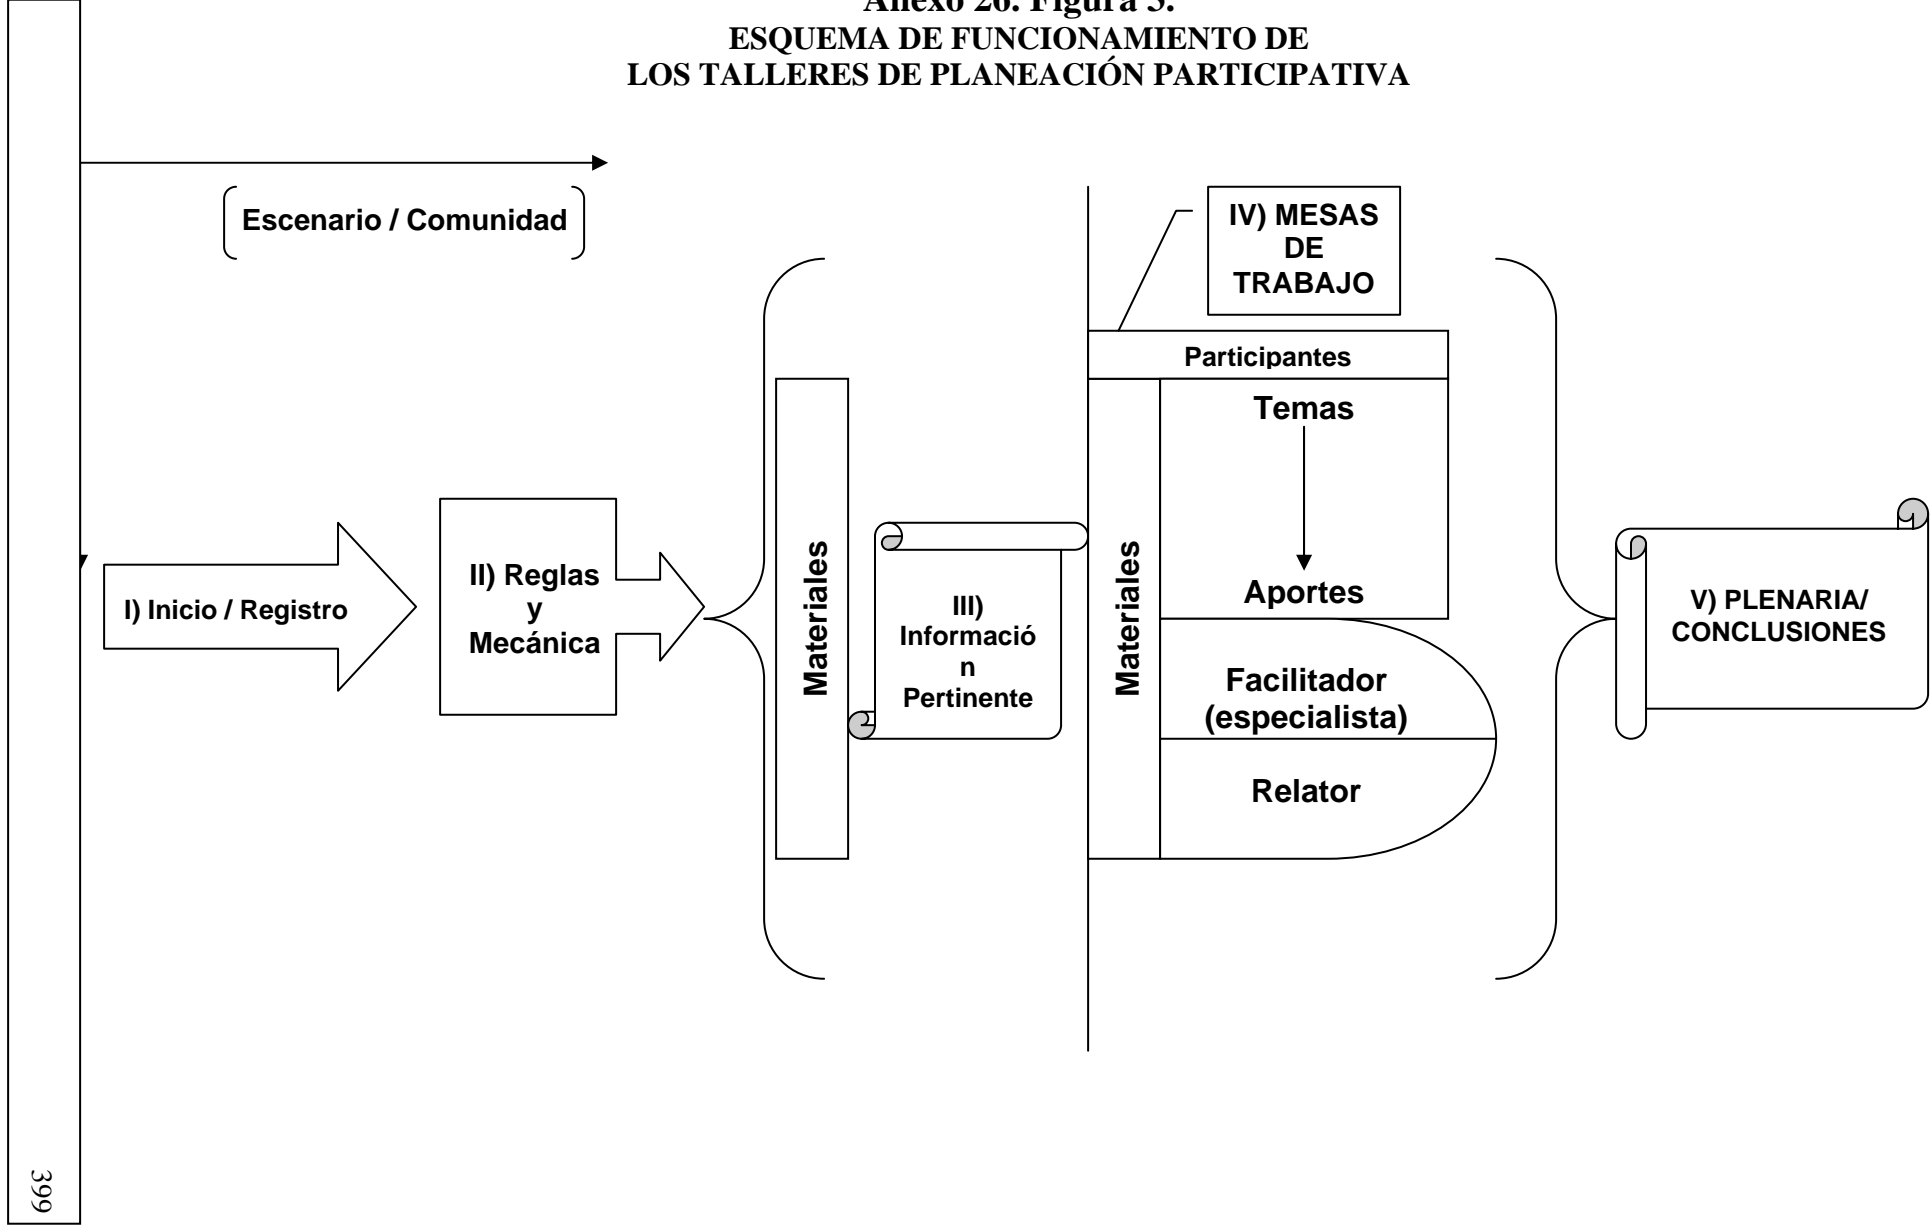 Anexo 26. Figura 5.
ESQUEMA DE FUNCIONAMIENTO DE
LOS TALLERES DE PLANEACIÓN PARTICIPATIVA
Escenario / Comunidad
I) Inicio / Registro
II) Reglas
y
Mecánica
Materiales
III)
Informació
n
Pertinente
IV) MESAS
DE
TRABAJO
Participantes
Materiales
Temas
Aportes
Facilitador
(especialista)
Relator
V) PLENARIA/
CONCLUSIONES
399